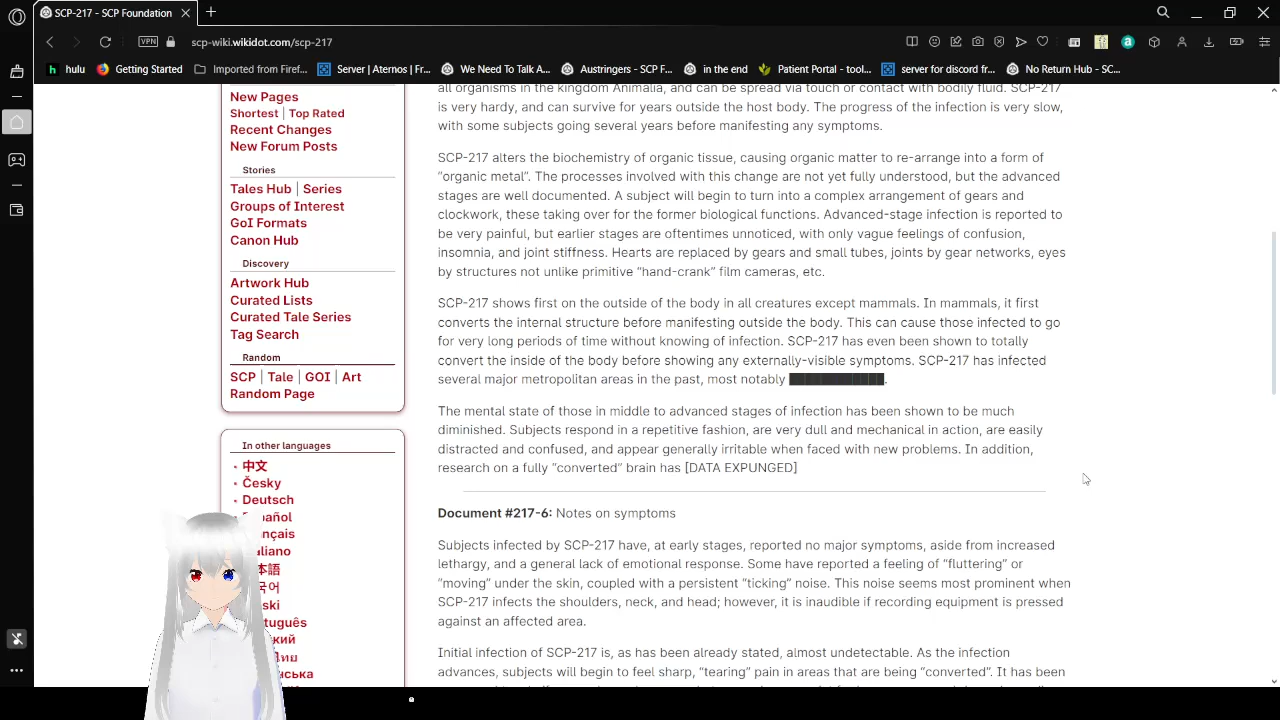 SCP-217 - SCP Foundation
VPN
scp-wiki.wikidot.com/scp-217
hulu
Getting Started
Imported from Firef...
Server | Aternos | Fr...
We Need To Talk A...
Austringers - SCP F...
in the end
Patient Portal - tool...
server for discord fr...
No Return Hub - SC...
New Pages
Shortest | Top Rated
Recent Changes
New Forum Posts
Stories
Tales Hub | Series
Groups of Interest
GoI Formats
Canon Hub
Discovery
Artwork Hub
Curated Lists
Curated Tale Series
Tag Search
Random
SCP | Tale | GOI | Art
Random Page
In other languages
中文
Česky
Deutsch
all organisms in the kingdom Animalia, and can be spread via touch or contact with bodily fluid. SCP-217
is very hardy, and can survive for years outside the host body. The progress of the infection is very slow,
with some subjects going several years before manifesting any symptoms.
SCP-217 alters the biochemistry of organic tissue, causing organic matter to re-arrange into a form of
“organic metal”. The processes involved with this change are not yet fully understood, but the advanced
stages are well documented. A subject will begin to turn into a complex arrangement of gears and
clockwork, these taking over for the former biological functions. Advanced-stage infection is reported to
be very painful, but earlier stages are oftentimes unnoticed, with only vague feelings of confusion,
insomnia, and joint stiffness. Hearts are replaced by gears and small tubes, joints by gear networks, eyes
by structures not unlike primitive “hand-crank” film cameras, etc.
SCP-217 shows first on the outside of the body in all creatures except mammals. In mammals, it first
converts the internal structure before manifesting outside the body. This can cause those infected to go
for very long periods of time without knowing of infection. SCP-217 has even been shown to totally
convert the inside of the body before showing any externally-visible symptoms. SCP-217 has infected
several major metropolitan areas in the past, most notably ████████████.
The mental state of those in middle to advanced stages of infection has been shown to be much
diminished. Subjects respond in a repetitive fashion, are very dull and mechanical in action, are easily
distracted and confused, and appear generally irritable when faced with new problems. In addition,
research on a fully “converted” brain has [DATA EXPUNGED]
Document #217-6: Notes on symptoms
Subjects infected by SCP-217 have, at early stages, reported no major symptoms, aside from increased
lethargy, and a general lack of emotional response. Some have reported a feeling of “fluttering” or
“moving” under the skin, coupled with a persistent “ticking” noise. This noise seems most prominent when
SCP-217 infects the shoulders, neck, and head; however, it is inaudible if recording equipment is pressed
against an affected area.
Initial infection of SCP-217 is, as has been already stated, almost undetectable. As the infection
advances, subjects will begin to feel sharp, “tearing” pain in areas that are being “converted”. It has been